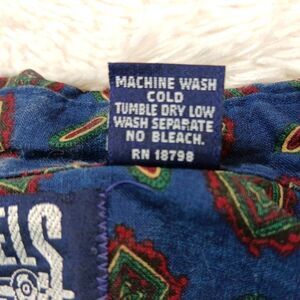 MACHINE WASH
COLD
TUMBLE DRY LOW
WASH SEPARATE
NO BLEACH.
RN 18798